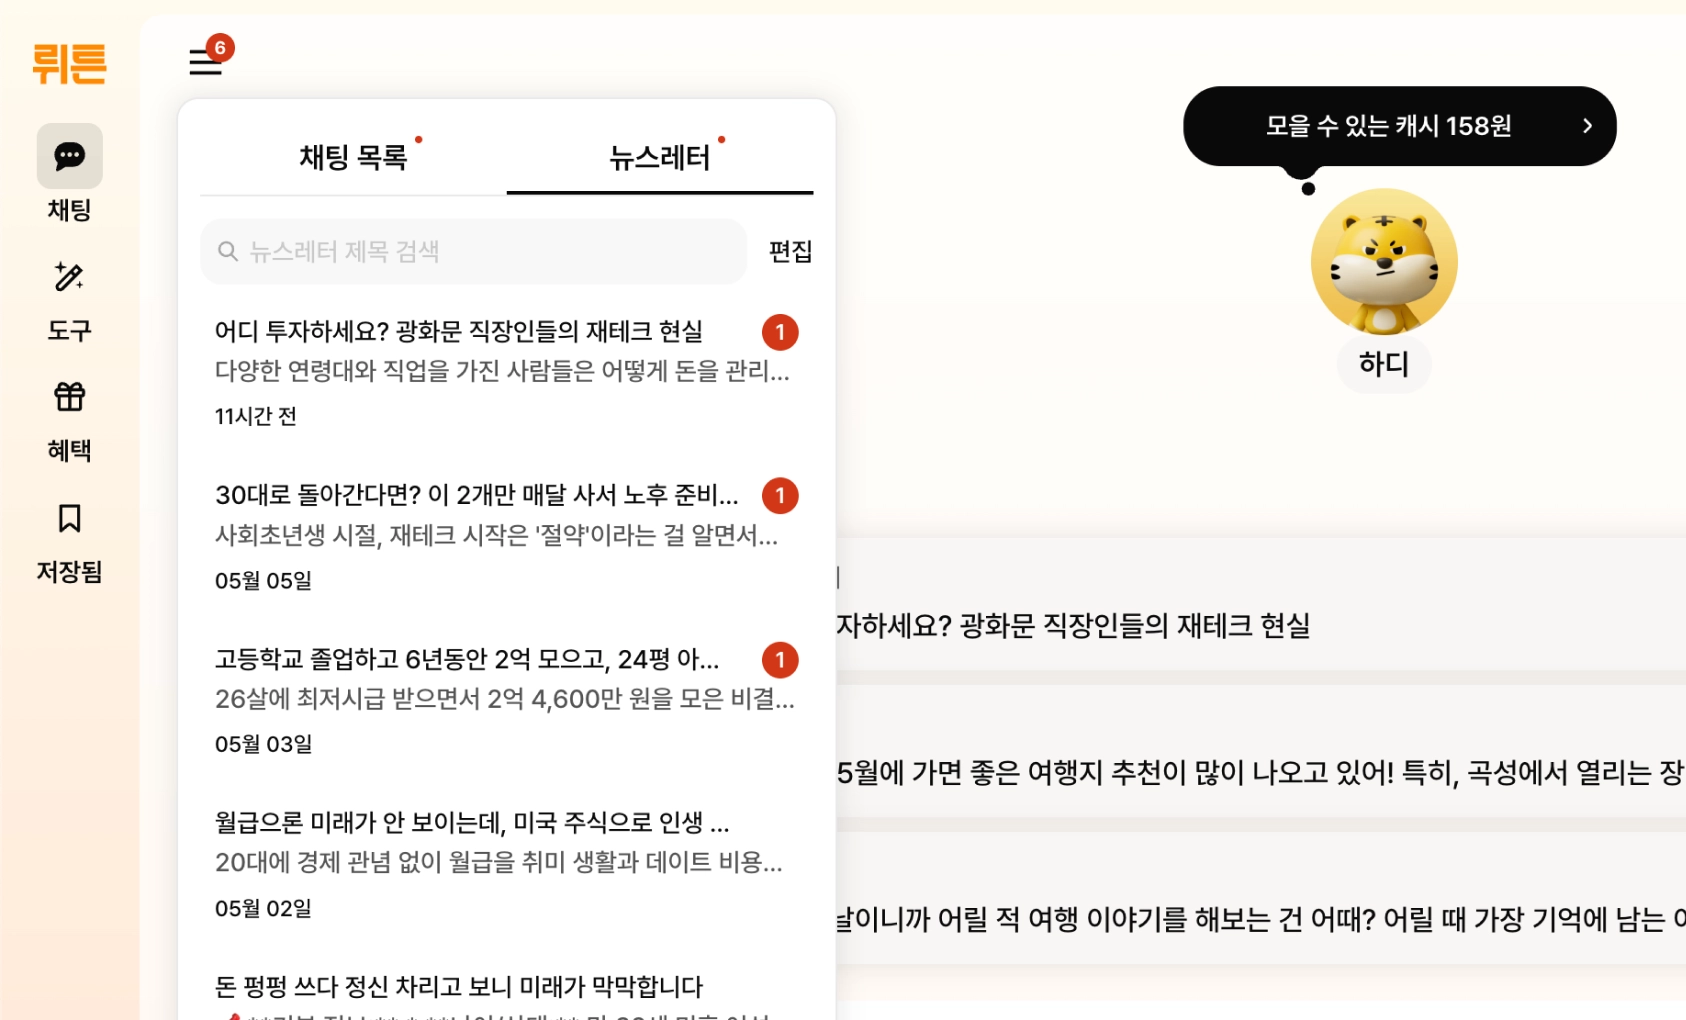 뤼튼
6
채팅
도구
혜택
저장됨
채팅 목록
뉴스레터
뉴스레터 제목 검색
편집
어디 투자하세요? 광화문 직장인들의 재테크 현실
1
다양한 연령대와 직업을 가진 사람들은 어떻게 돈을 관리...
11시간 전
30대로 돌아간다면? 이 2개만 매달 사서 노후 준비...
1
사회초년생 시절, 재테크 시작은 '절약'이라는 걸 알면서...
05월 05일
고등학교 졸업하고 6년동안 2억 모으고, 24평 아...
1
26살에 최저시급 받으면서 2억 4,600만 원을 모은 비결...
05월 03일
월급으론 미래가 안 보이는데, 미국 주식으로 인생 ...
20대에 경제 관념 없이 월급을 취미 생활과 데이트 비용...
05월 02일
돈 펑펑 쓰다 정신 차리고 보니 미래가 막막합니다
모을 수 있는 캐시 158원
하디
자하세요? 광화문 직장인들의 재테크 현실
5월에 가면 좋은 여행지 추천이 많이 나오고 있어! 특히, 곡성에서 열리는 장
날이니까 어릴 적 여행 이야기를 해보는 건 어때? 어릴 때 가장 기억에 남는